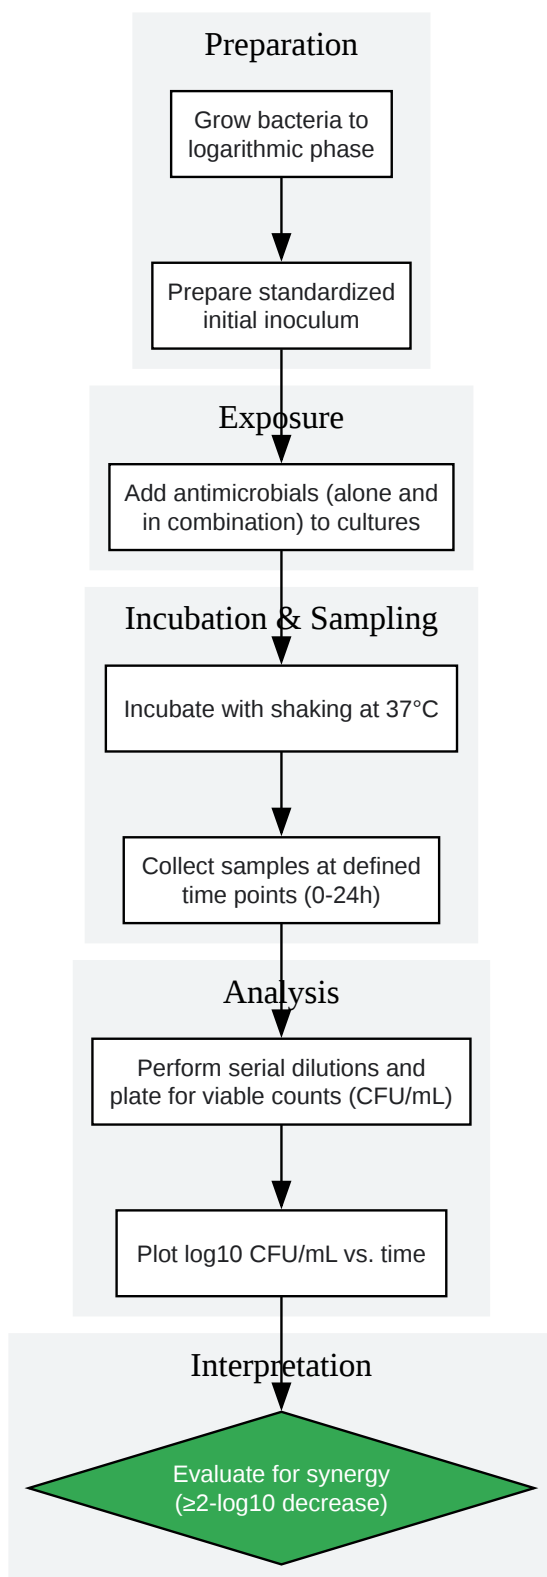 Preparation
Grow bacteria to
logarithmic phase
Prepare standardized
initial inoculum
Exposure
Add antimicrobials (alone and
in combination) to cultures
Incubation & Sampling
Incubate with shaking at 37°C
Collect samples at defined
time points (0-24h)
Analysis
Perform serial dilutions and
plate for viable counts (CFU/mL)
Plot log10 CFU/mL vs. time
Interpretation
Evaluate for synergy
(≥2-log10 decrease)